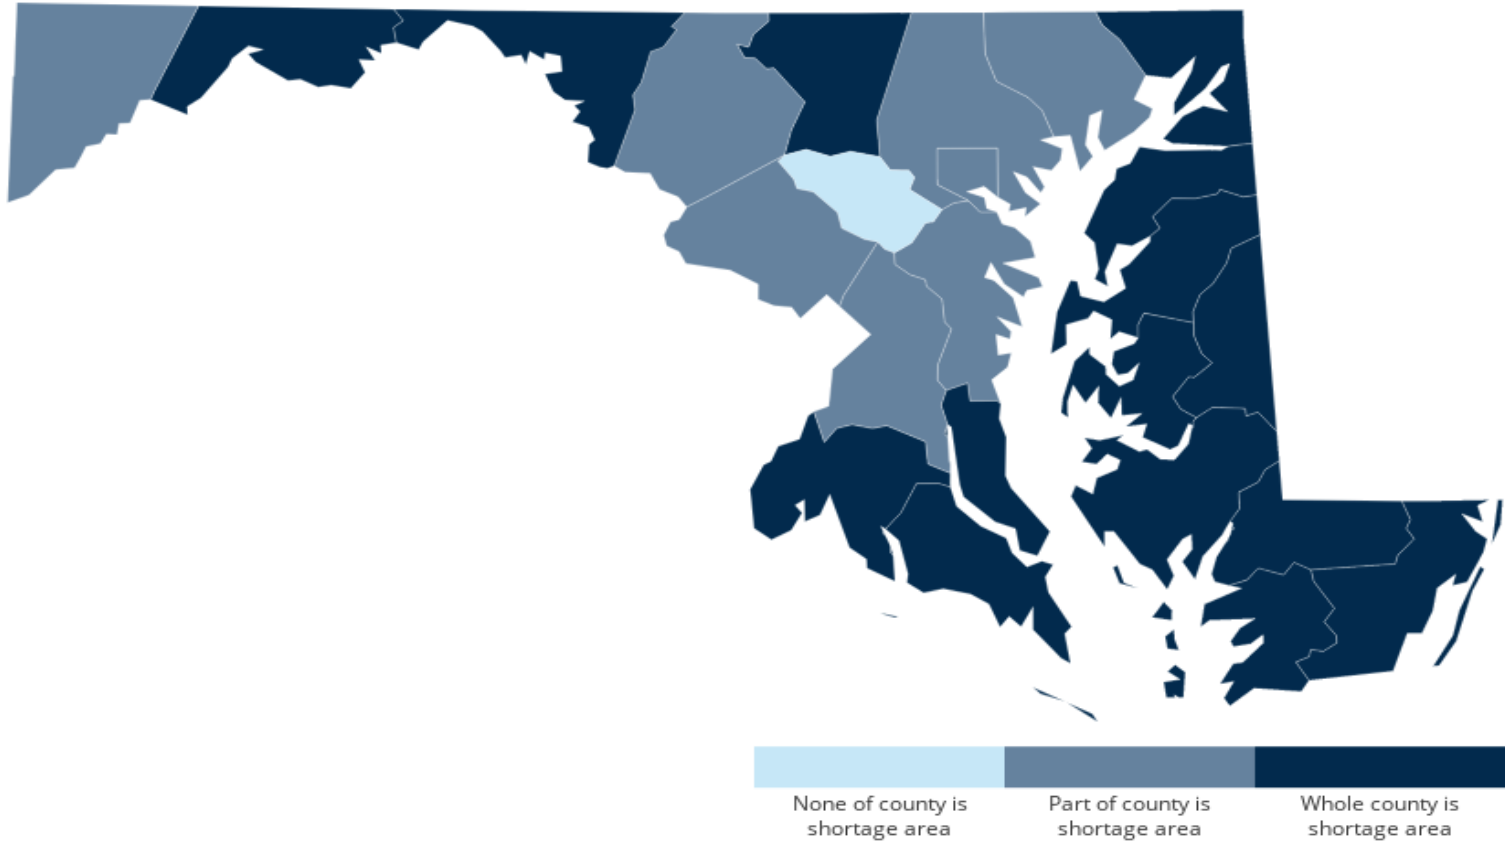 None of county is
shortage area
Part of county is
shortage area
Whole county is
shortage area